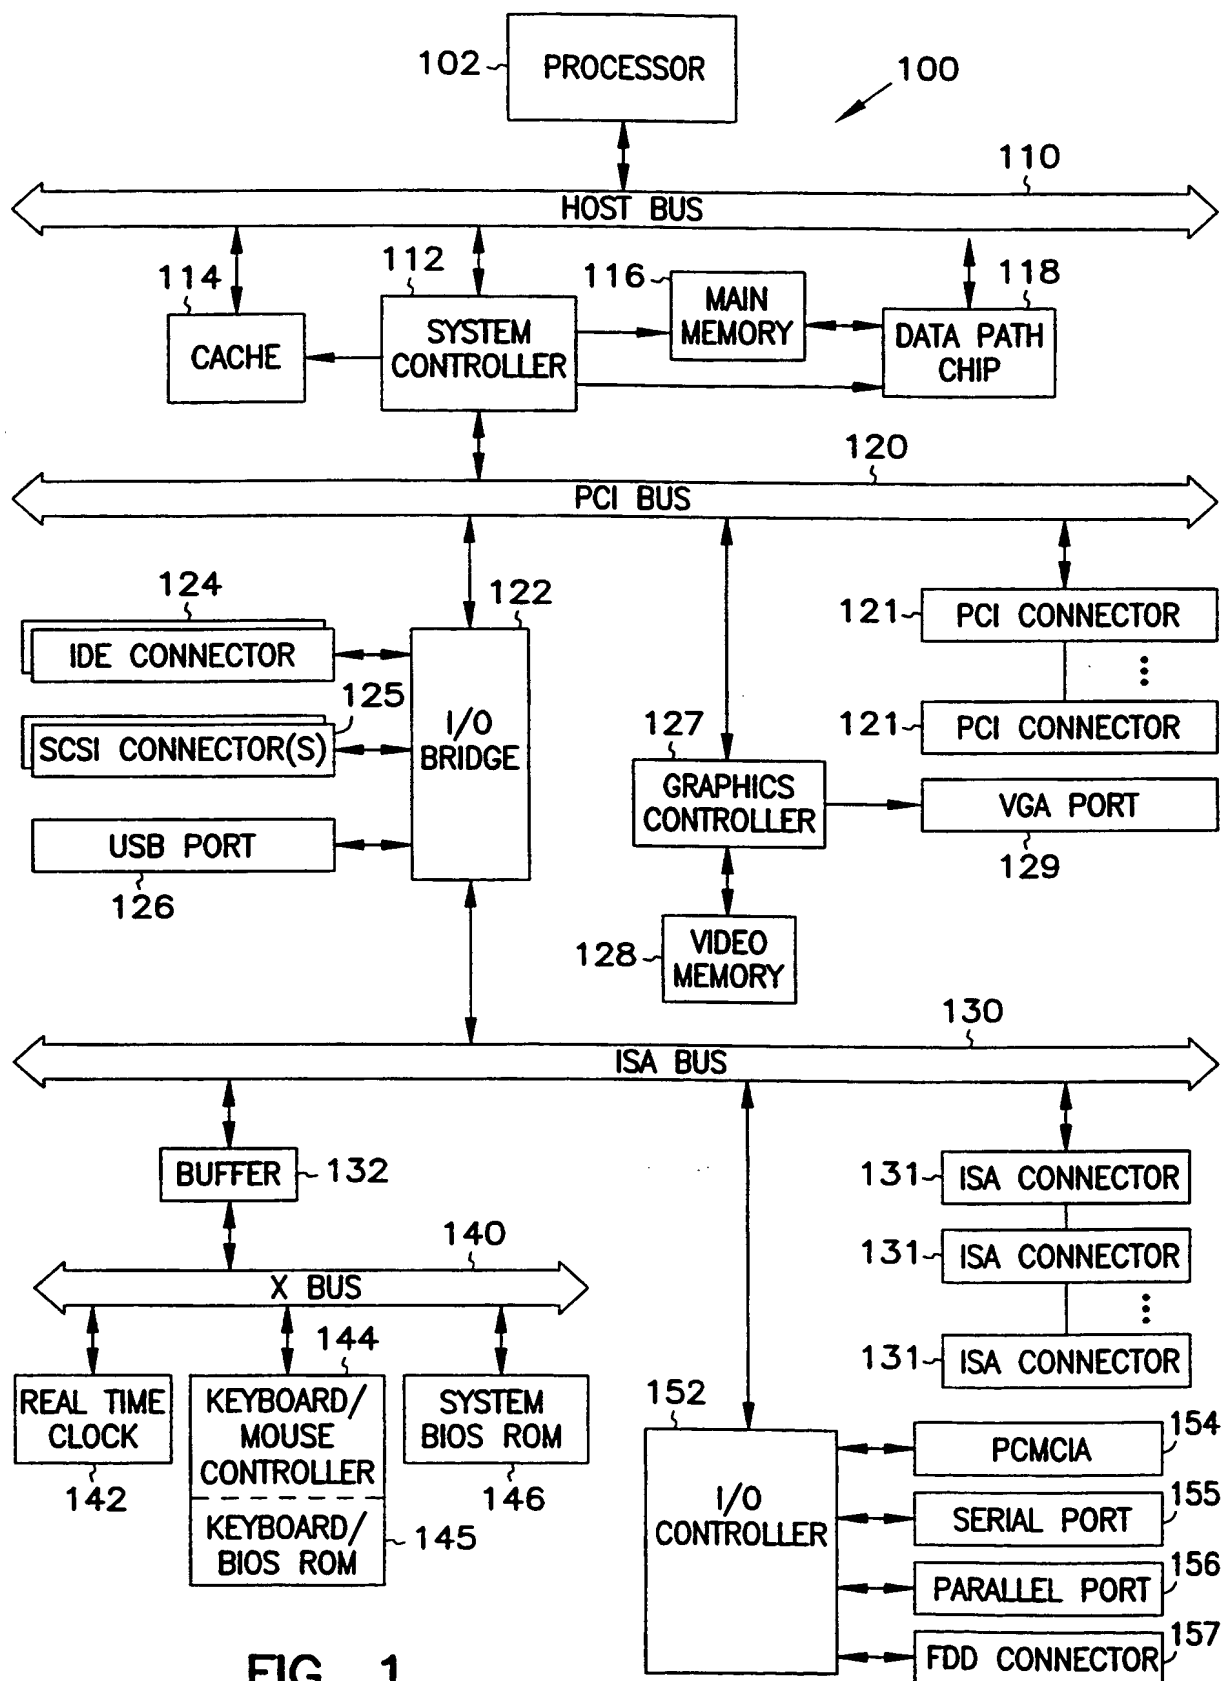 102
PROCESSOR
100
110
HOST BUS
114
112
116
118
CACHE
SYSTEM
CONTROLLER
MAIN
MEMORY
DATA PATH
CHIP
120
PCI BUS
124
122
IDE CONNECTOR
121
PCI CONNECTOR
125
SCSI CONNECTOR(S)
I/O
BRIDGE
121
PCI CONNECTOR
127
GRAPHICS
CONTROLLER
VGA PORT
129
USB PORT
126
128
VIDEO
MEMORY
130
ISA BUS
BUFFER
132
131
ISA CONNECTOR
131
ISA CONNECTOR
131
ISA CONNECTOR
140
X BUS
144
REAL TIME
CLOCK
142
KEYBOARD/
MOUSE
CONTROLLER
SYSTEM
BIOS ROM
146
KEYBOARD/
BIOS ROM
145
152
I/O
CONTROLLER
154
PCMCIA
155
SERIAL PORT
156
PARALLEL PORT
157
FDD CONNECTOR
FIG. 1